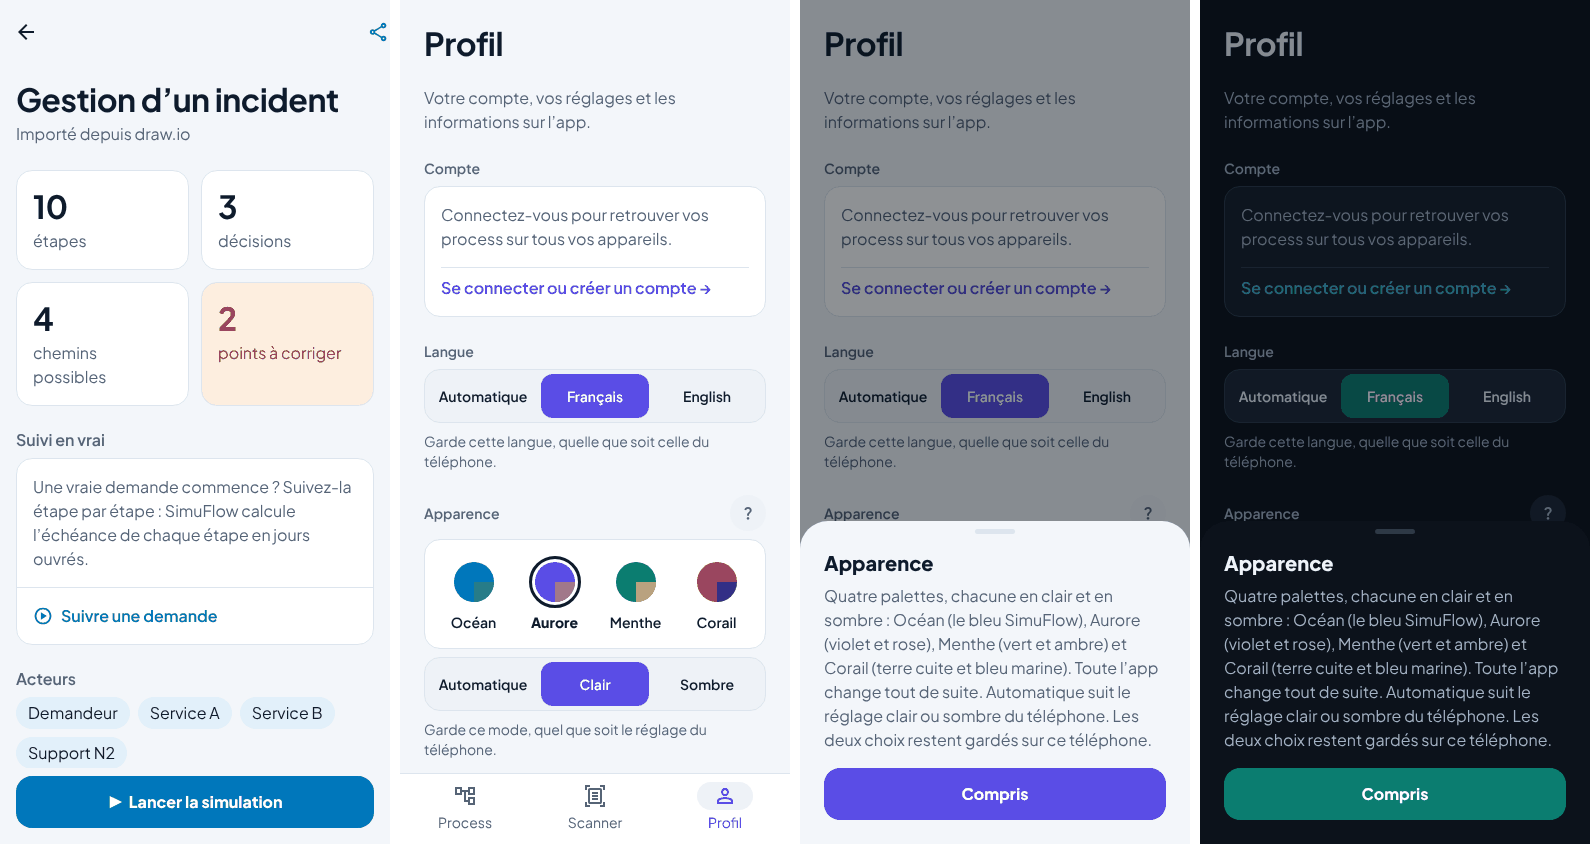 Gestion d’un incident
Importé depuis draw.io
10
étapes
3
décisions
4
chemins
possibles
2
points à corriger
Suivi en vrai
Une vraie demande commence ? Suivez-la
étape par étape : SimuFlow calcule
l’échéance de chaque étape en jours
ouvrés.
Suivre une demande
Acteurs
Demandeur
Service A
Service B
Support N2
Lancer la simulation
Profil
Votre compte, vos réglages et les
informations sur l’app.
Compte
Connectez-vous pour retrouver vos
process sur tous vos appareils.
Se connecter ou créer un compte →
Langue
Automatique
Français
English
Garde cette langue, quelle que soit celle du
téléphone.
Apparence
?
Océan
Aurore
Menthe
Corail
Automatique
Clair
Sombre
Garde ce mode, quel que soit le réglage du
téléphone.
Process
Scanner
Profil
Profil
Votre compte, vos réglages et les
informations sur l’app.
Compte
Connectez-vous pour retrouver vos
process sur tous vos appareils.
Se connecter ou créer un compte →
Langue
Automatique
Français
English
Garde cette langue, quelle que soit celle du
téléphone.
Apparence
?
Apparence
Quatre palettes, chacune en clair et en
sombre : Océan (le bleu SimuFlow), Aurore
(violet et rose), Menthe (vert et ambre) et
Corail (terre cuite et bleu marine). Toute l’app
change tout de suite. Automatique suit le
réglage clair ou sombre du téléphone. Les
deux choix restent gardés sur ce téléphone.
Compris
Profil
Votre compte, vos réglages et les
informations sur l’app.
Compte
Connectez-vous pour retrouver vos
process sur tous vos appareils.
Se connecter ou créer un compte →
Langue
Automatique
Français
English
Garde cette langue, quelle que soit celle du
téléphone.
Apparence
?
Apparence
Quatre palettes, chacune en clair et en
sombre : Océan (le bleu SimuFlow), Aurore
(violet et rose), Menthe (vert et ambre) et
Corail (terre cuite et bleu marine). Toute l’app
change tout de suite. Automatique suit le
réglage clair ou sombre du téléphone. Les
deux choix restent gardés sur ce téléphone.
Compris